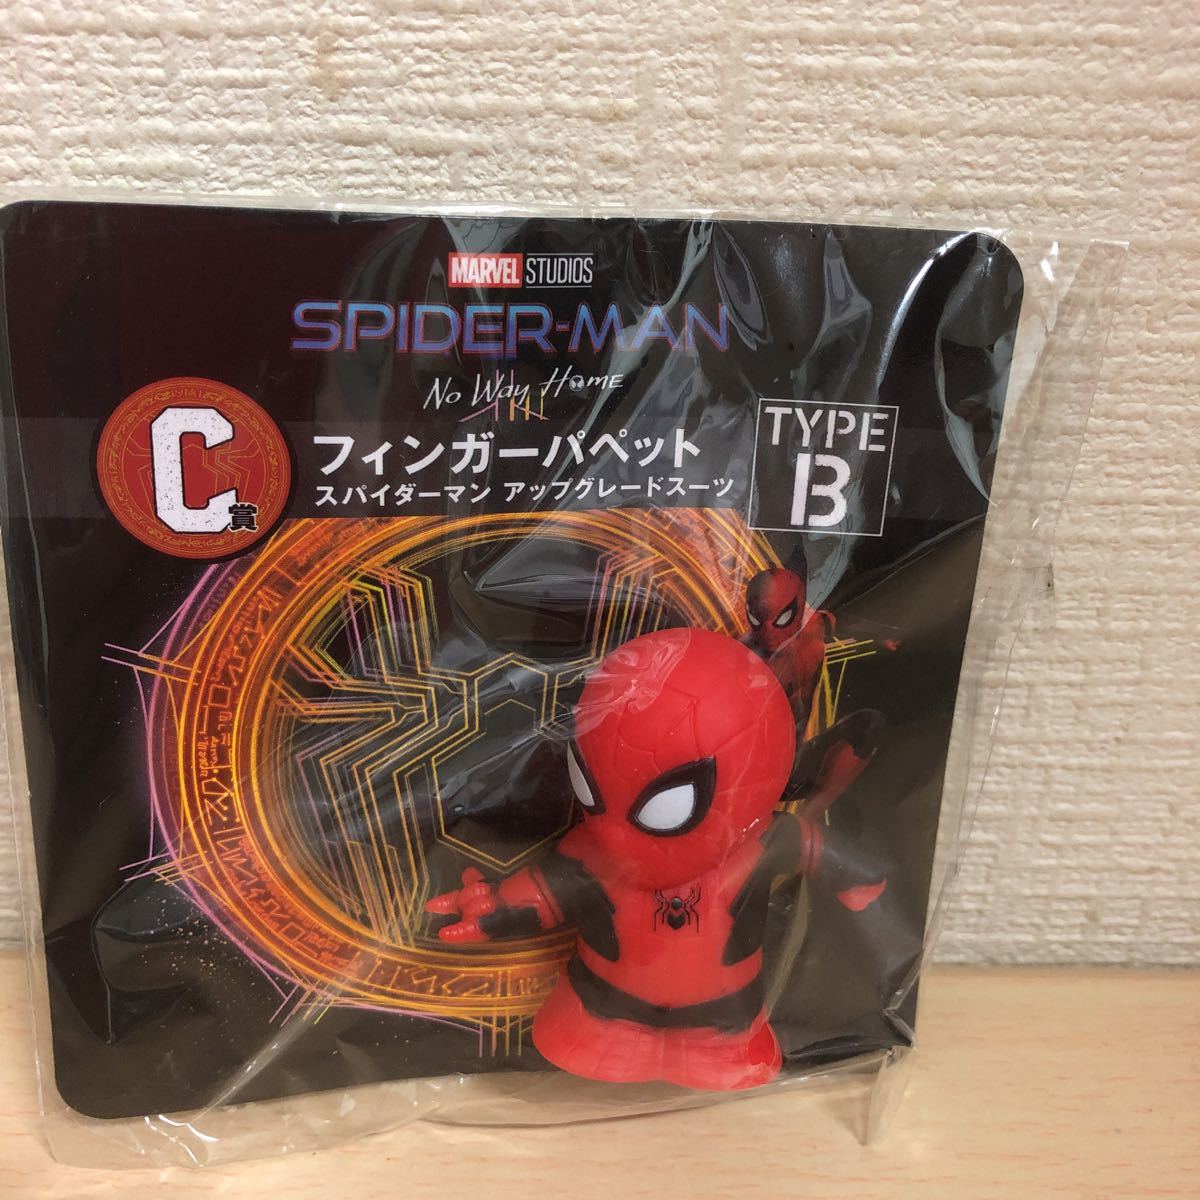 MARVEL STUDIOS
SPIDER-MAN
No Way Home
C賞
フィンガーパペット
スパイダーマン アップグレードスーツ
TYPE
B